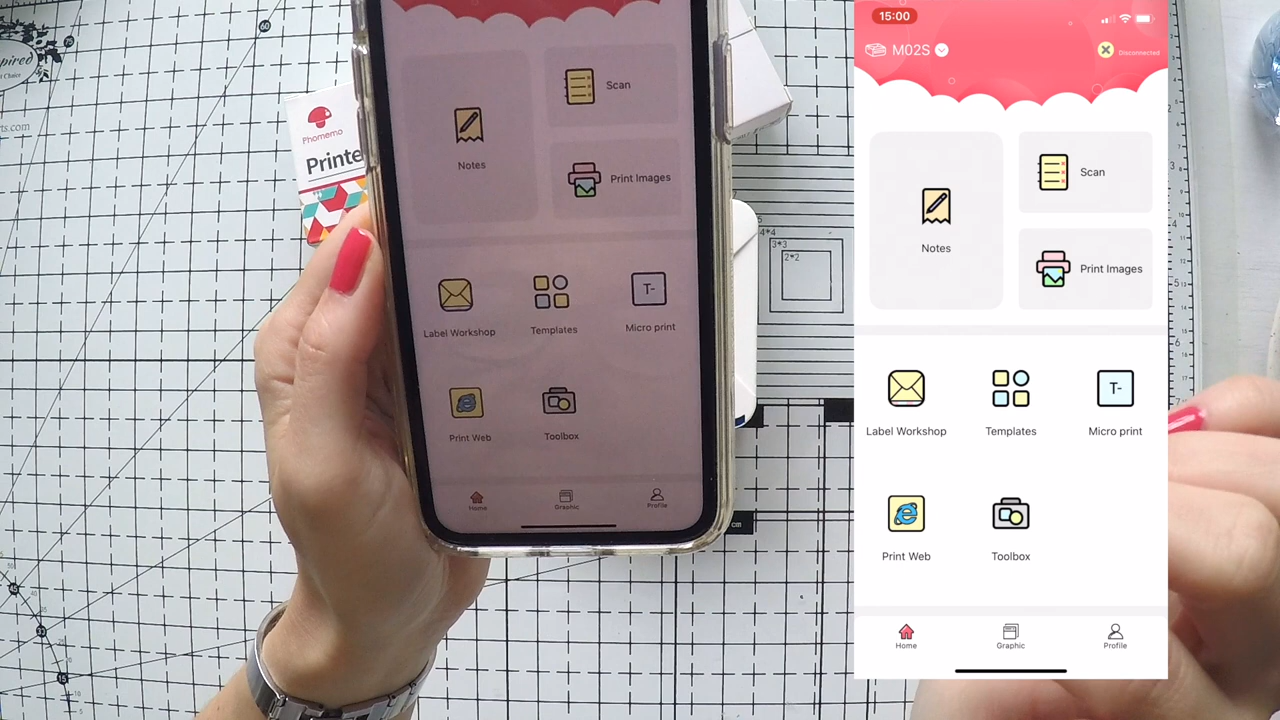 Phomemo
Printe
Scan
Notes
Print Images
Label Workshop
Templates
Micro print
Print Web
Toolbox
Home
Graphic
Profile
4*4
3*3
2*2
cm
15:00
M02S
Disconnected
Scan
Notes
Print Images
Label Workshop
Templates
T-
Micro print
Print Web
Toolbox
Home
Graphic
Profile